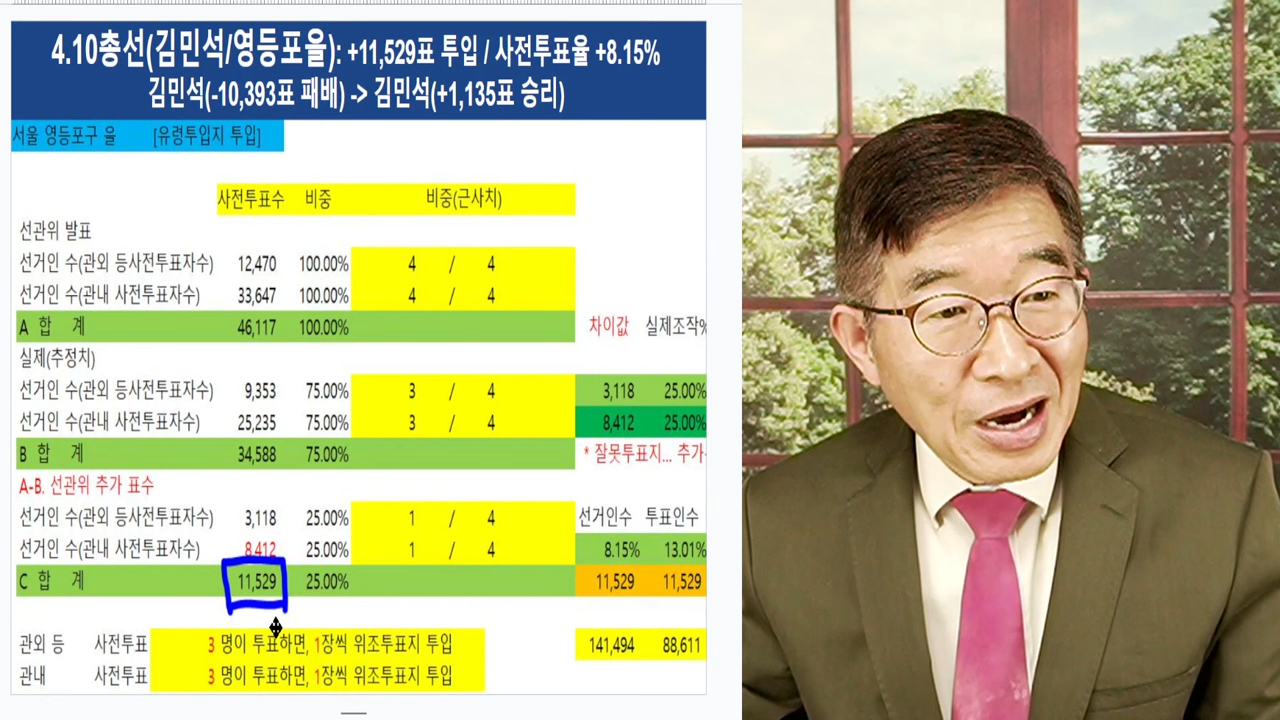 4.10총선(김민석/영등포을): +11,529표 투입 / 사전투표율 +8.15%
김민석(-10,393표 패배) -> 김민석(+1,135표 승리)
서울 영등포구 을 [유령투입지 투입]
사전투표수 비중 비중(근사치)
선관위 발표
선거인 수(관외 등사전투표자수) 12,470 100.00% 4 / 4
선거인 수(관내 사전투표자수) 33,647 100.00% 4 / 4
A 합 계 46,117 100.00% 차이값 실제조작%
실제(추정치)
선거인 수(관외 등사전투표자수) 9,353 75.00% 3 / 4 3,118 25.00%
선거인 수(관내 사전투표자수) 25,235 75.00% 3 / 4 8,412 25.00%
B 합 계 34,588 75.00% * 잘못투표지... 추가
A-B. 선관위 추가 표수
선거인 수(관외 등사전투표자수) 3,118 25.00% 1 / 4 선거인수 투표인수
선거인 수(관내 사전투표자수) 8,412 25.00% 1 / 4 8.15% 13.01%
C 합 계 11,529 25.00% 11,529 11,529
관외 등 사전투표 3 명이 투표하면, 1장씩 위조투표지 투입 141,494 88,611
관내 사전투표 3 명이 투표하면, 1장씩 위조투표지 투입